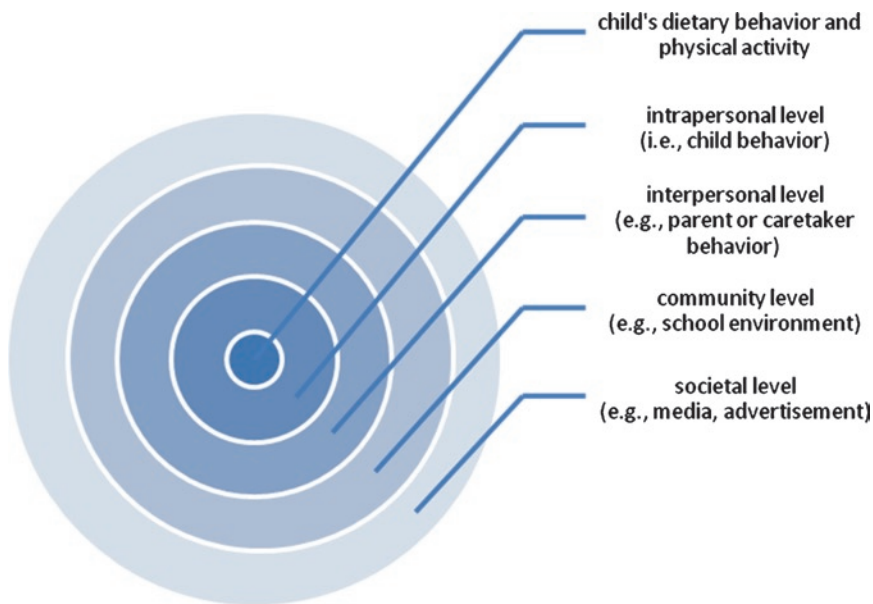 child's dietary behavior and
physical activity
intrapersonal level
(i.e., child behavior)
interpersonal level
(e.g., parent or caretaker
behavior)
community level
(e.g., school environment)
societal level
(e.g., media, advertisement)